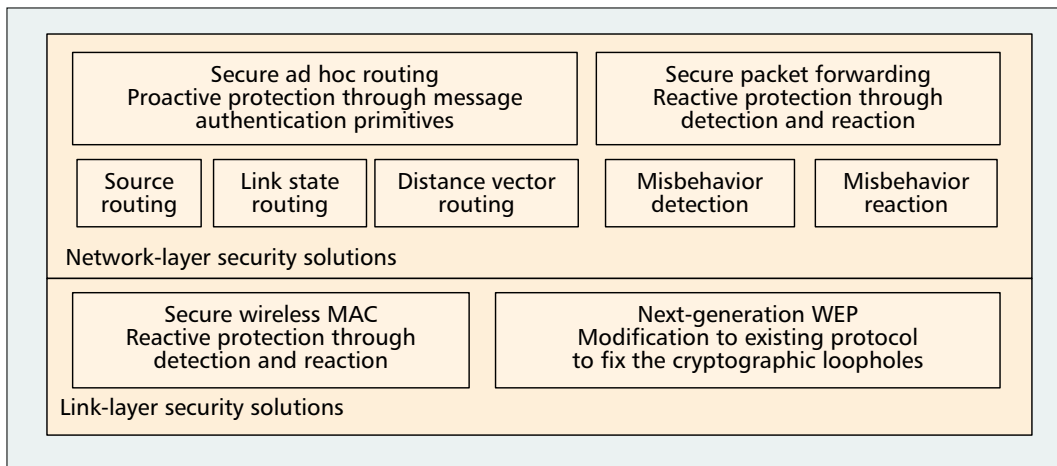 Secure ad hoc routing
Proactive protection through message
authentication primitives
Secure packet forwarding
Reactive protection through
detection and reaction
Source
routing
Link state
routing
Distance vector
routing
Misbehavior
detection
Misbehavior
reaction
Network-layer security solutions
Secure wireless MAC
Reactive protection through
detection and reaction
Next-generation WEP
Modification to existing protocol
to fix the cryptographic loopholes
Link-layer security solutions